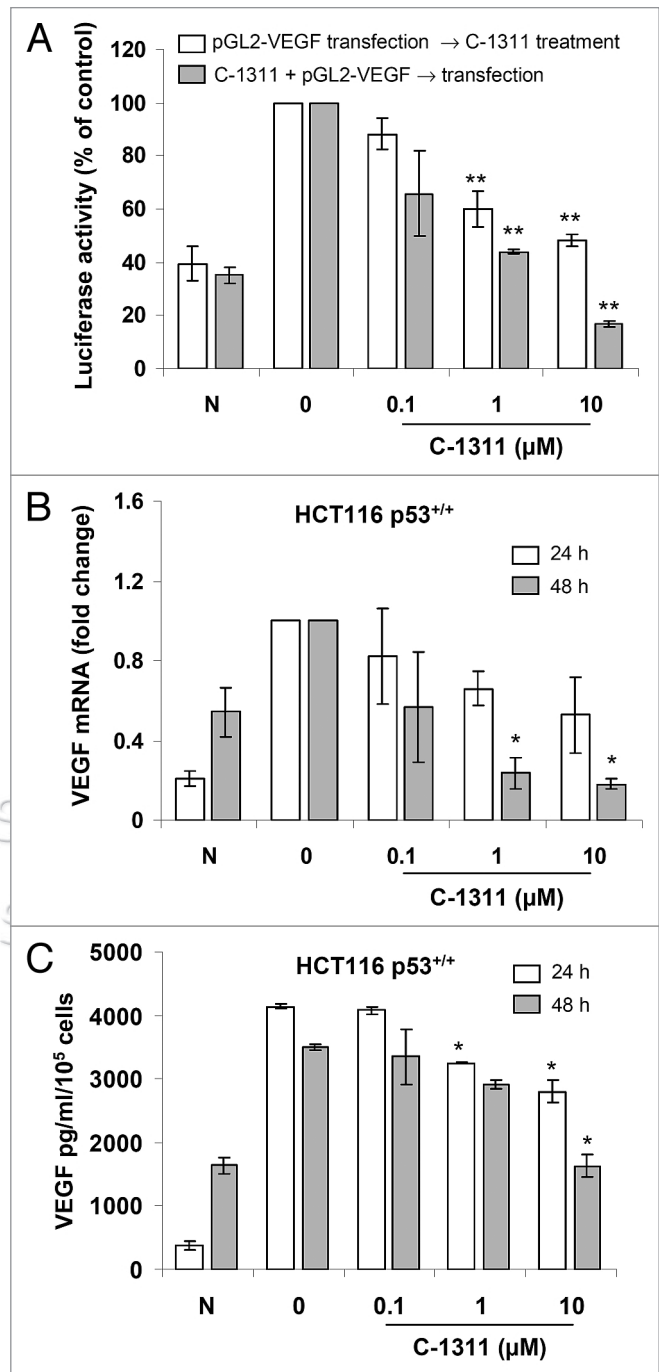 A
pGL2-VEGF transfection → C-1311 treatment
C-1311 + pGL2-VEGF → transfection
Luciferase activity (% of control)
120
100
80
60
40
20
0
** **
** **
N 0 0.1 1 10
C-1311 (µM)
B
HCT116 p53+/+
24 h
48 h
VEGF mRNA (fold change)
1.6
1.2
0.8
0.4
0
* *
N 0 0.1 1 10
C-1311 (µM)
C
HCT116 p53+/+
24 h
48 h
VEGF pg/ml/10⁵ cells
5000
4000
3000
2000
1000
0
* *
*
N 0 0.1 1 10
C-1311 (µM)